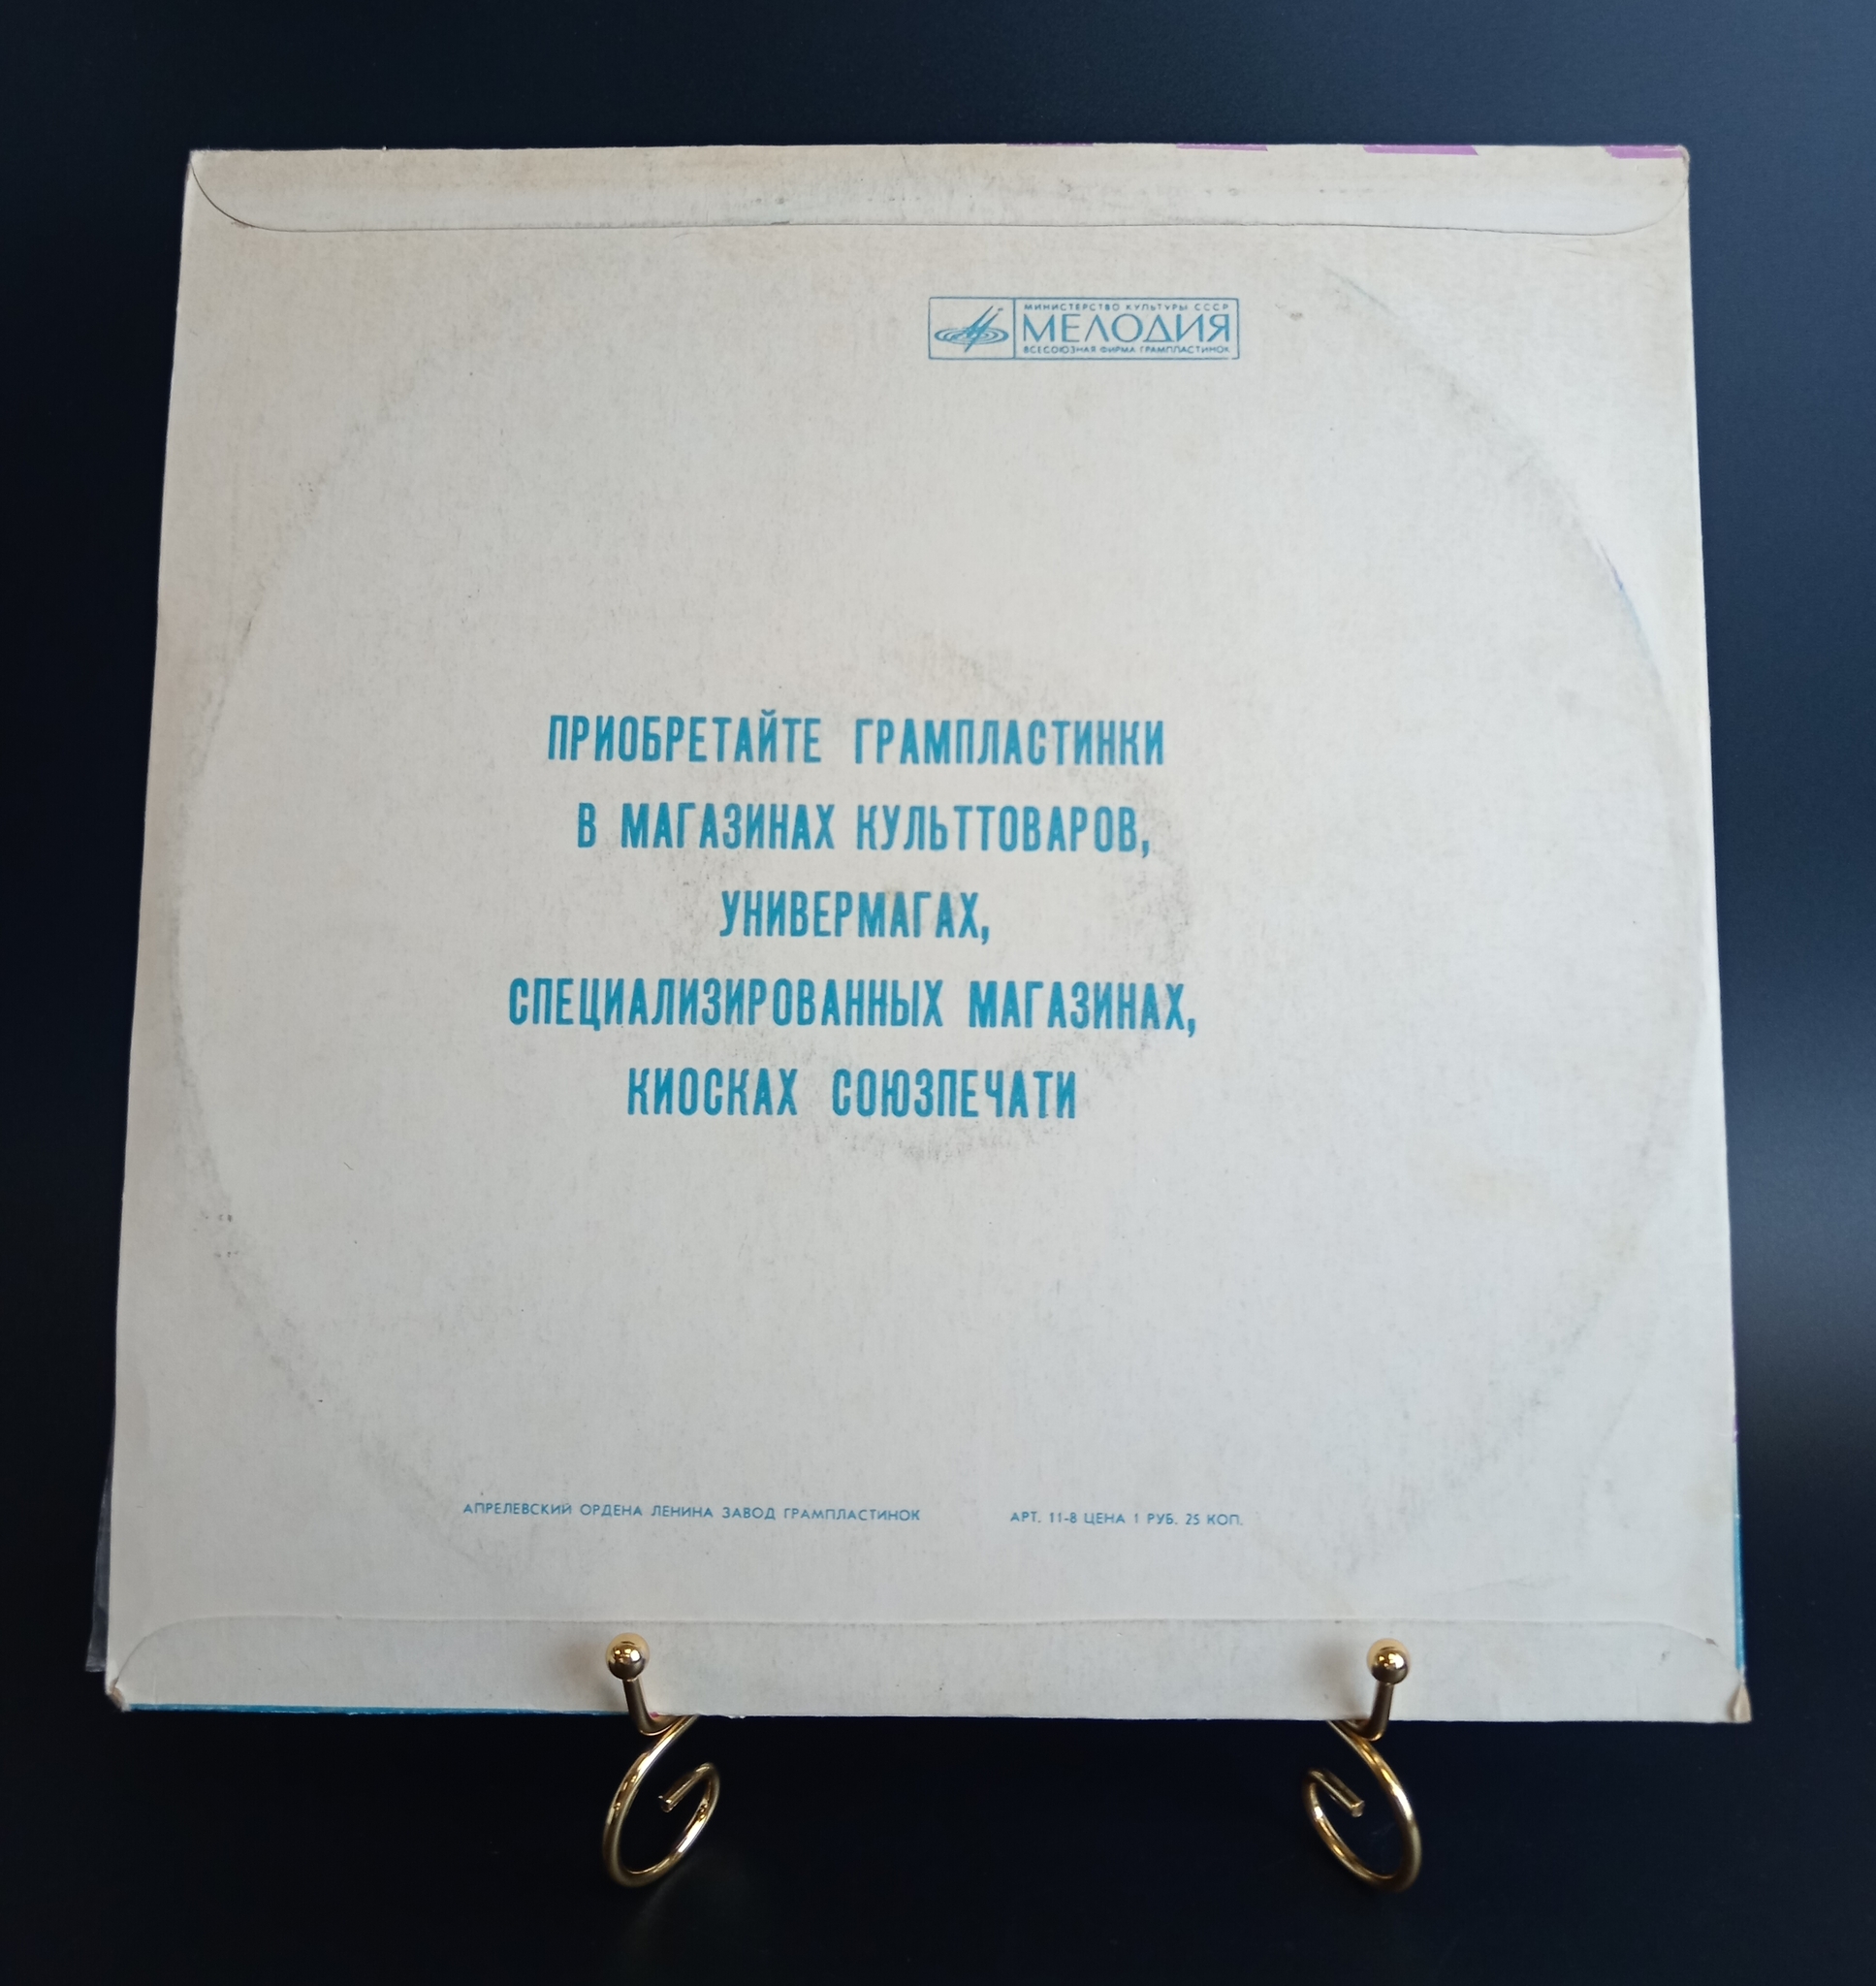 МИНИСТЕРСТВО КУЛЬТУРЫ СССР
МЕЛОДИЯ
ВСЕСОЮЗНАЯ ФИРМА ГРАМПЛАСТИНОК
ПРИОБРЕТАЙТЕ ГРАМПЛАСТИНКИ
В МАГАЗИНАХ КУЛЬТТОВАРОВ,
УНИВЕРМАГАХ,
СПЕЦИАЛИЗИРОВАННЫХ МАГАЗИНАХ,
КИОСКАХ СОЮЗПЕЧАТИ
АПРЕЛЕВСКИЙ ОРДЕНА ЛЕНИНА ЗАВОД ГРАМПЛАСТИНОК АРТ. 11-8 ЦЕНА 1 РУБ. 25 КОП.